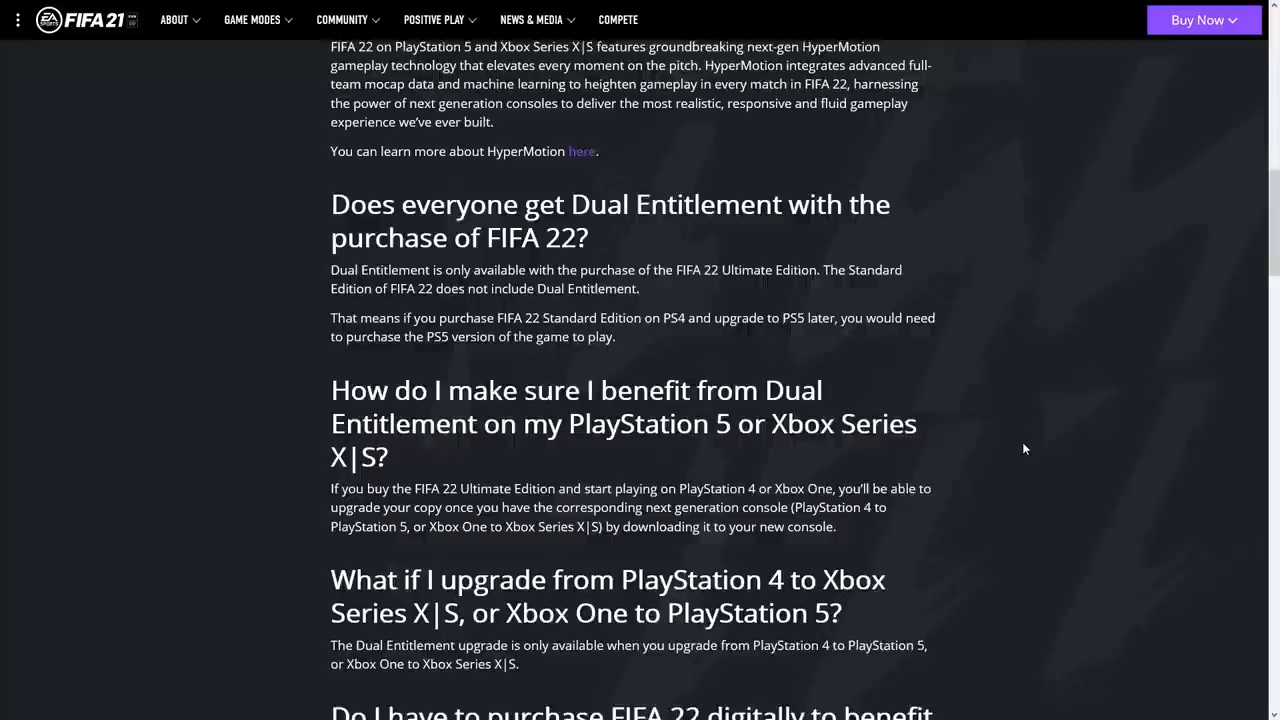 EA SPORTS FIFA 21 ABOUT GAME MODES COMMUNITY POSITIVE PLAY NEWS & MEDIA COMPETE Buy Now
FIFA 22 on PlayStation 5 and Xbox Series X|S features groundbreaking next-gen HyperMotion
gameplay technology that elevates every moment on the pitch. HyperMotion integrates advanced full-
team mocap data and machine learning to heighten gameplay in every match in FIFA 22, harnessing
the power of next generation consoles to deliver the most realistic, responsive and fluid gameplay
experience we’ve ever built.
You can learn more about HyperMotion here.
Does everyone get Dual Entitlement with the
purchase of FIFA 22?
Dual Entitlement is only available with the purchase of the FIFA 22 Ultimate Edition. The Standard
Edition of FIFA 22 does not include Dual Entitlement.
That means if you purchase FIFA 22 Standard Edition on PS4 and upgrade to PS5 later, you would need
to purchase the PS5 version of the game to play.
How do I make sure I benefit from Dual
Entitlement on my PlayStation 5 or Xbox Series
X|S?
If you buy the FIFA 22 Ultimate Edition and start playing on PlayStation 4 or Xbox One, you’ll be able to
upgrade your copy once you have the corresponding next generation console (PlayStation 4 to
PlayStation 5, or Xbox One to Xbox Series X|S) by downloading it to your new console.
What if I upgrade from PlayStation 4 to Xbox
Series X|S, or Xbox One to PlayStation 5?
The Dual Entitlement upgrade is only available when you upgrade from PlayStation 4 to PlayStation 5,
or Xbox One to Xbox Series X|S.
Do I have to purchase FIFA 22 digitally to benefit